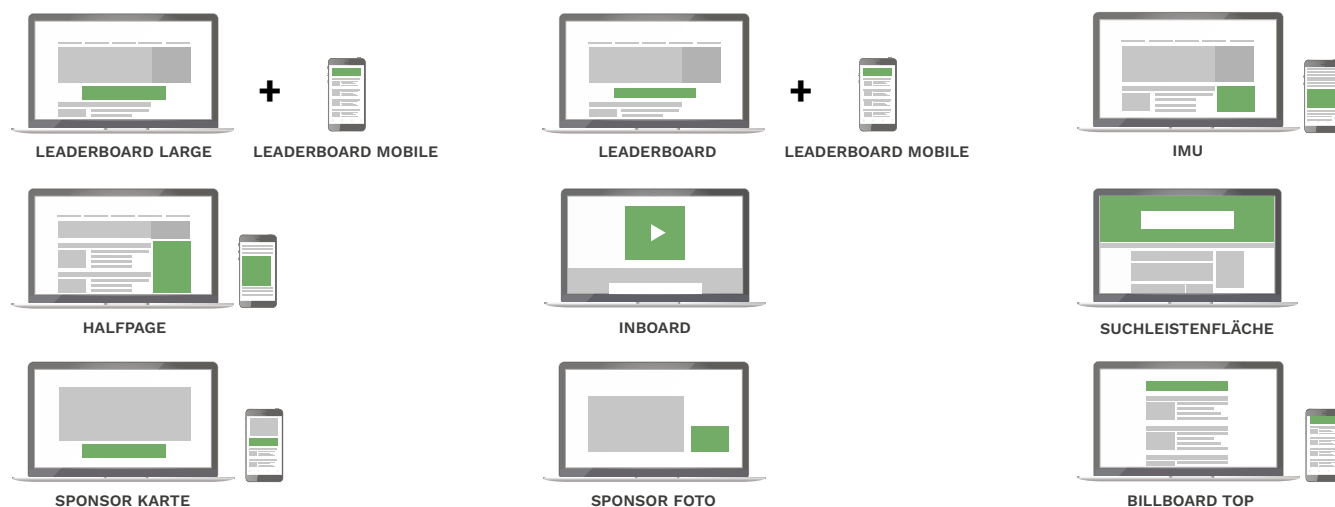 +
+
LEADERBOARD LARGE LEADERBOARD MOBILE LEADERBOARD LEADERBOARD MOBILE IMU
HALFPAGE INBOARD SUCHLEISTENFLÄCHE
SPONSOR KARTE SPONSOR FOTO BILLBOARD TOP